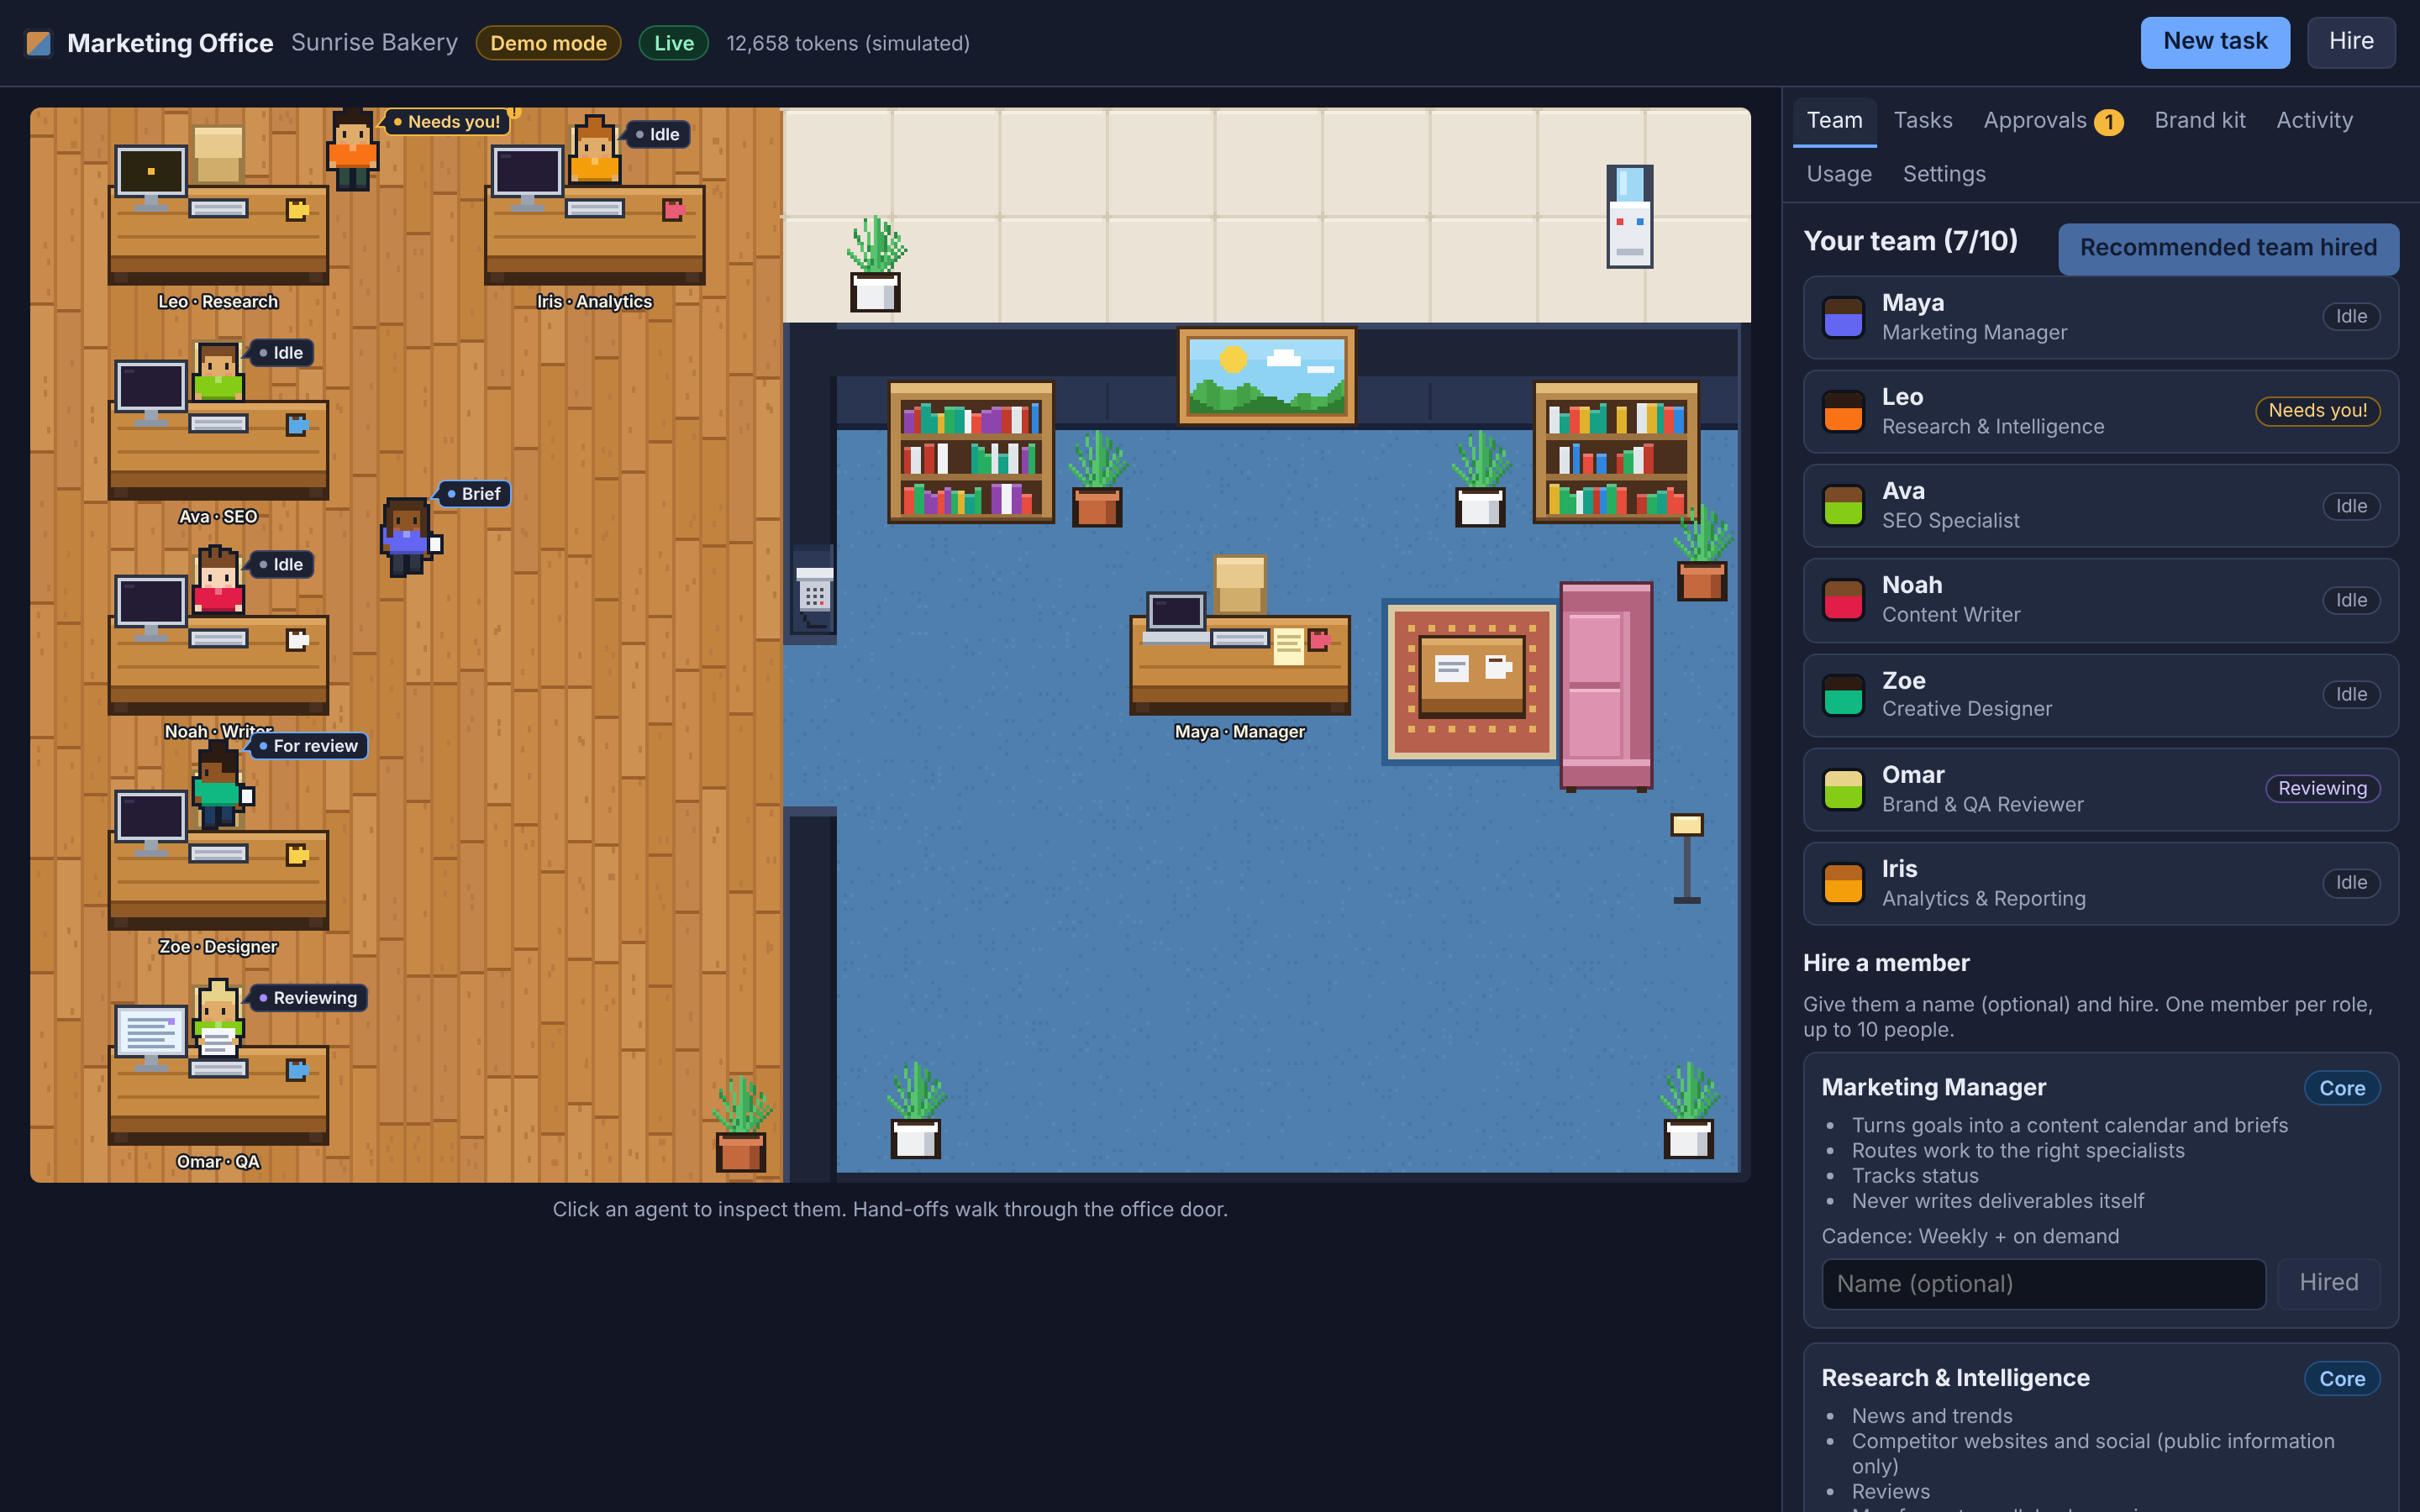 Marketing Office Sunrise Bakery Demo mode Live 12,658 tokens (simulated) New task Hire
Needs you! !
Idle
Leo · Research
Iris · Analytics
Idle
Ava · SEO
Brief
Idle
Noah · Writer
Maya · Manager
For review
Zoe · Designer
Reviewing
Omar · QA
Click an agent to inspect them. Hand-offs walk through the office door.
Team Tasks Approvals 1 Brand kit Activity
Usage Settings
Your team (7/10) Recommended team hired
Maya
Marketing Manager
Idle
Leo
Research & Intelligence
Needs you!
Ava
SEO Specialist
Idle
Noah
Content Writer
Idle
Zoe
Creative Designer
Idle
Omar
Brand & QA Reviewer
Reviewing
Iris
Analytics & Reporting
Idle
Hire a member
Give them a name (optional) and hire. One member per role,
up to 10 people.
Marketing Manager Core
• Turns goals into a content calendar and briefs
• Routes work to the right specialists
• Tracks status
• Never writes deliverables itself
Cadence: Weekly + on demand
Name (optional) Hired
Research & Intelligence Core
• News and trends
• Competitor websites and social (public information
only)
• Reviews